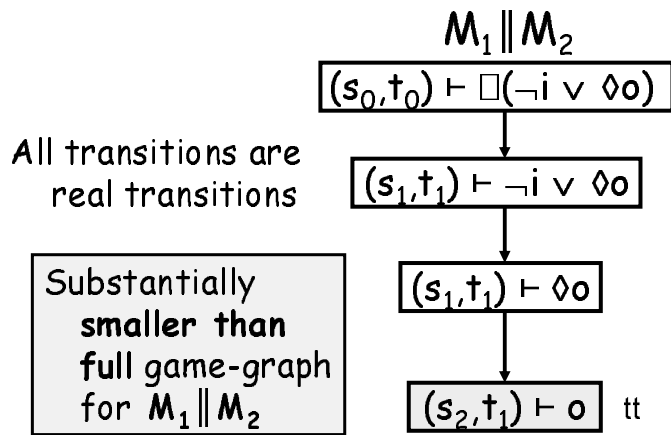 M₁ || M₂
(s₀,t₀) ⊢ □(¬i ∨ ◊o)
All transitions are
real transitions
(s₁,t₁) ⊢ ¬i ∨ ◊o
(s₁,t₁) ⊢ ◊o
Substantially
smaller than
full game-graph
for M₁ || M₂
(s₂,t₁) ⊢ o tt